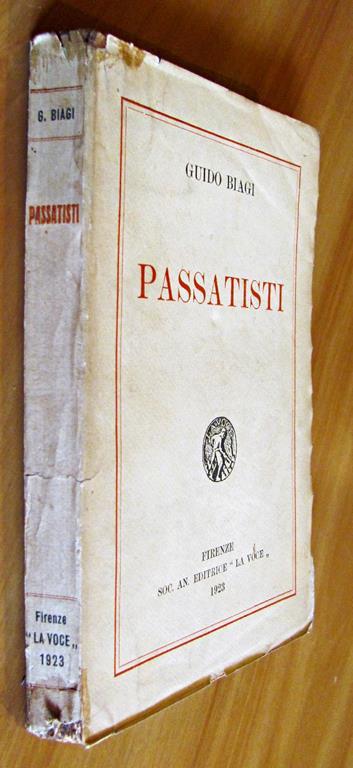 G. BIAGI
PASSATISTI
Firenze
"LA VOCE„
1923
GUIDO BIAGI
PASSATISTI
FIRENZE
SOC. AN. EDITRICE “LA VOCE„
1923